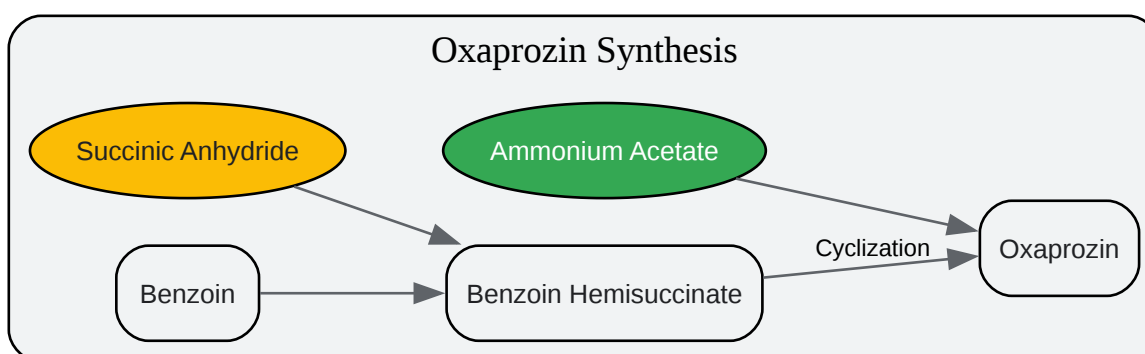 Oxaprozin Synthesis
Succinic Anhydride
Ammonium Acetate
Benzoin
Benzoin Hemisuccinate
Cyclization
Oxaprozin